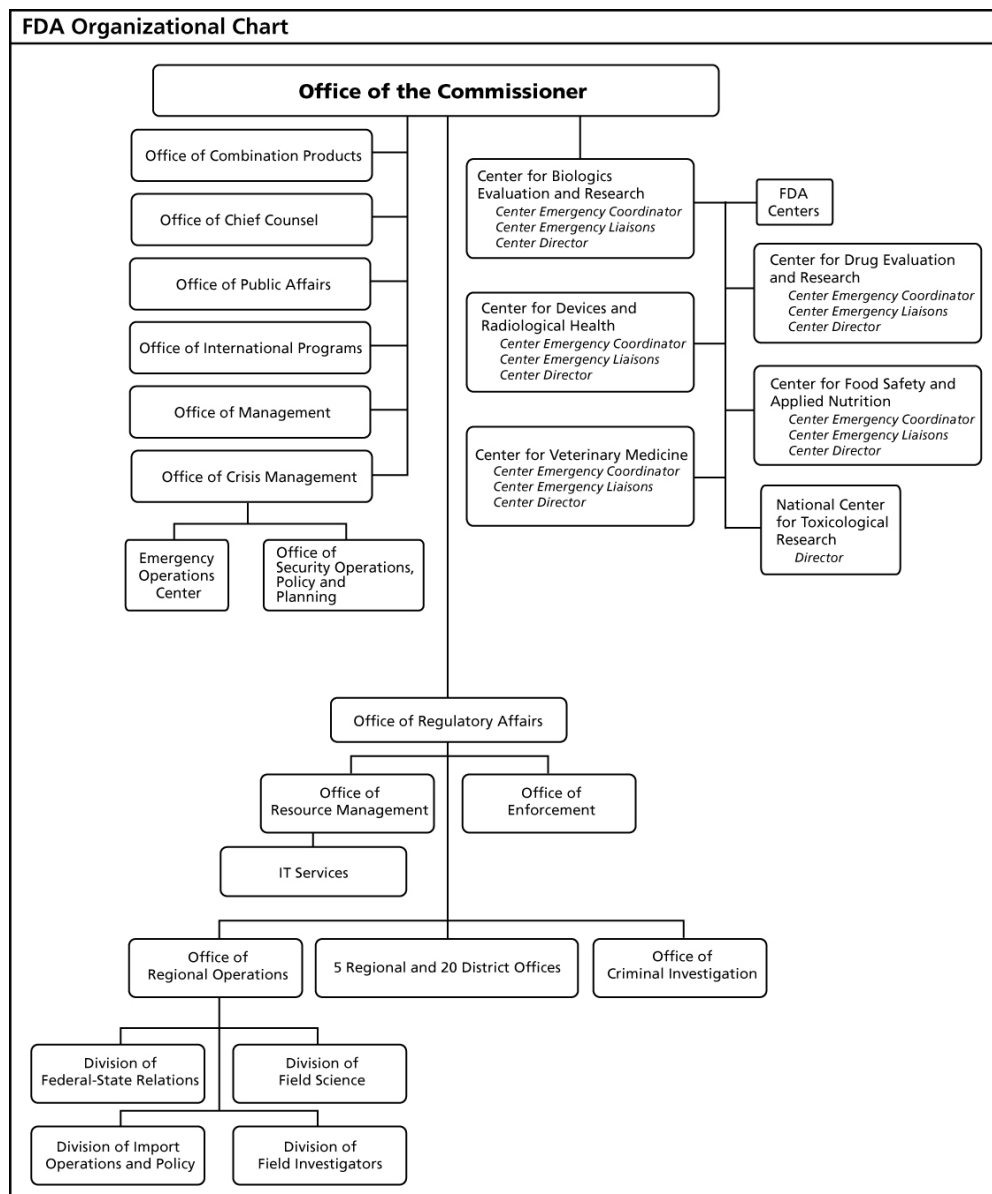 FDA Organizational Chart
Office of the Commissioner
Office of Combination Products
Office of Chief Counsel
Office of Public Affairs
Office of International Programs
Office of Management
Office of Crisis Management
Emergency
Operations
Center
Office of
Security Operations,
Policy and
Planning
Center for Biologics
Evaluation and Research
Center Emergency Coordinator
Center Emergency Liaisons
Center Director
FDA
Centers
Center for Drug Evaluation
and Research
Center Emergency Coordinator
Center Emergency Liaisons
Center Director
Center for Devices and
Radiological Health
Center Emergency Coordinator
Center Emergency Liaisons
Center Director
Center for Food Safety and
Applied Nutrition
Center Emergency Coordinator
Center Emergency Liaisons
Center Director
Center for Veterinary Medicine
Center Emergency Coordinator
Center Emergency Liaisons
Center Director
National Center
for Toxicological
Research
Director
Office of Regulatory Affairs
Office of
Resource Management
Office of
Enforcement
IT Services
Office of
Regional Operations
5 Regional and 20 District Offices
Office of
Criminal Investigation
Division of
Federal-State Relations
Division of
Field Science
Division of Import
Operations and Policy
Division of
Field Investigators